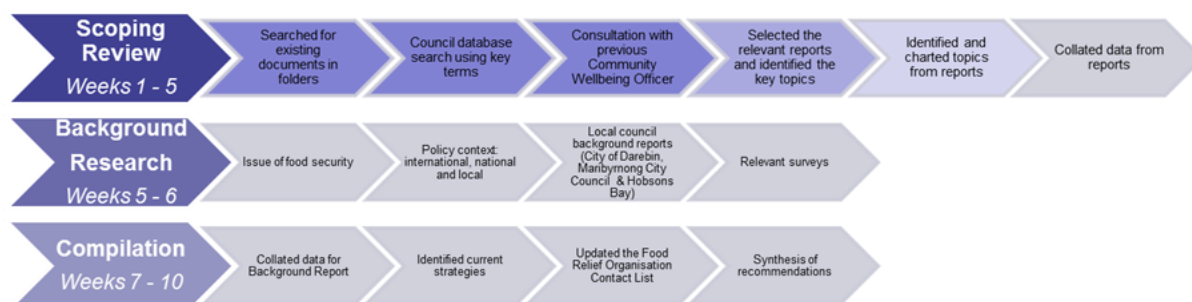 Scoping
Review
Weeks 1 - 5
Searched for
existing
documents in
folders
Council database
search using key
terms
Consultation with
previous
Community
Wellbeing Officer
Selected the
relevant reports
and identified the
key topics
Identified and
charted topics
from reports
Collated data from
reports
Background
Research
Weeks 5 - 6
Issue of food security
Policy context:
international, national
and local
Local council
background reports
(City of Darebin,
Maribyrnong City
Council & Hobsons
Bay)
Relevant surveys
Compilation
Weeks 7 - 10
Collated data for
Background Report
Identified current
strategies
Updated the Food
Relief Organisation
Contact List
Synthesis of
recommendations